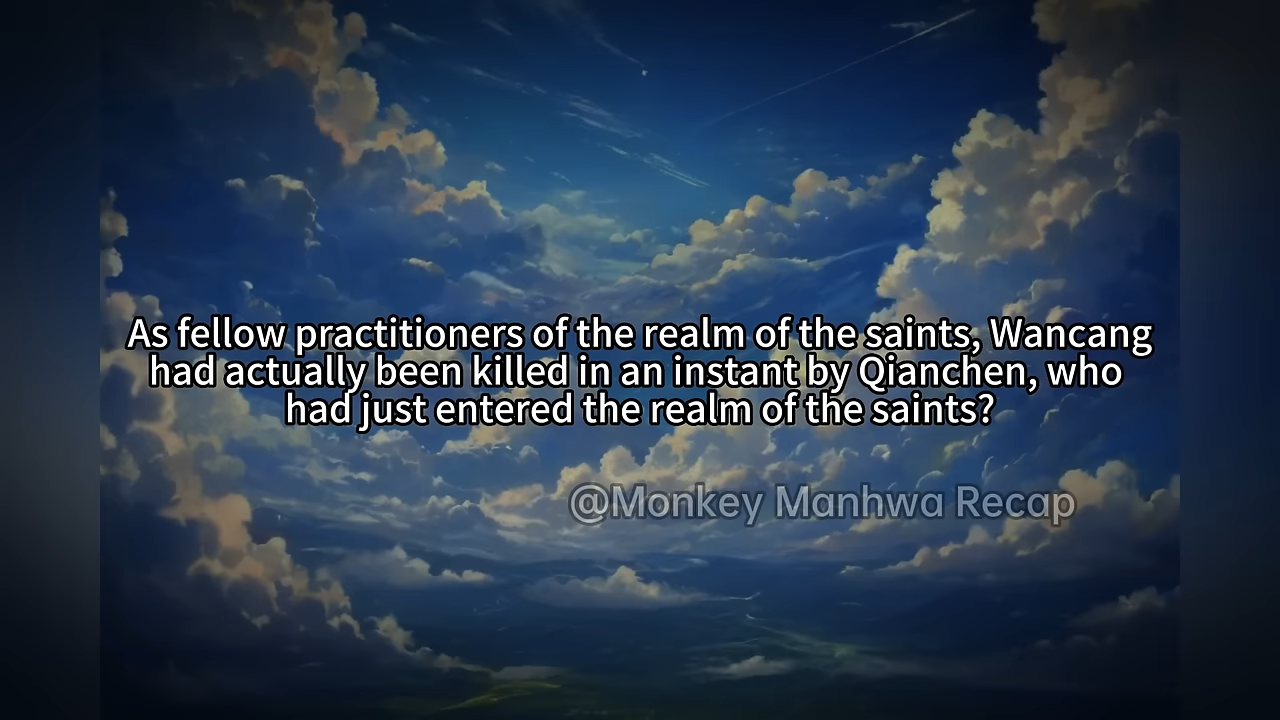 As fellow practitioners of the realm of the saints, Wancang
had actually been killed in an instant by Qianchen, who
had just entered the realm of the saints?
@Monkey Manhwa Recap